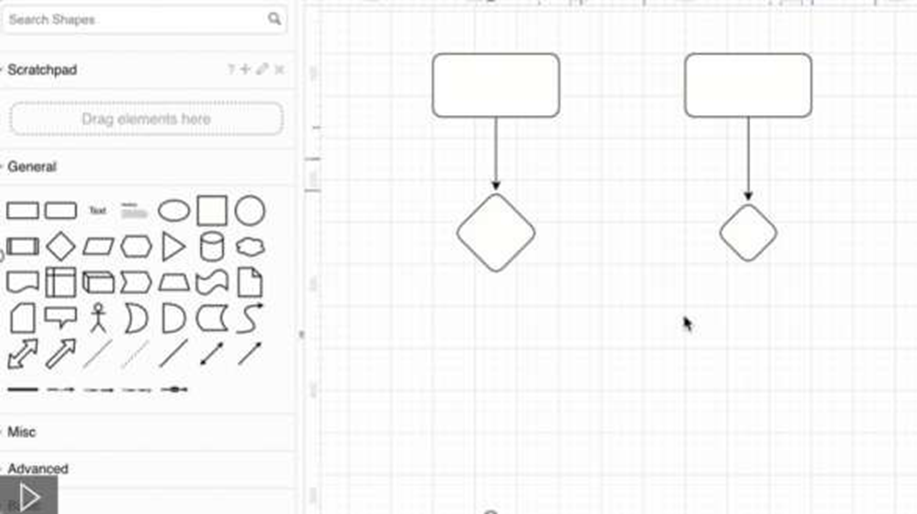 Search Shapes
Scratchpad
?
Drag elements here
General
Text
Misc
Advanced